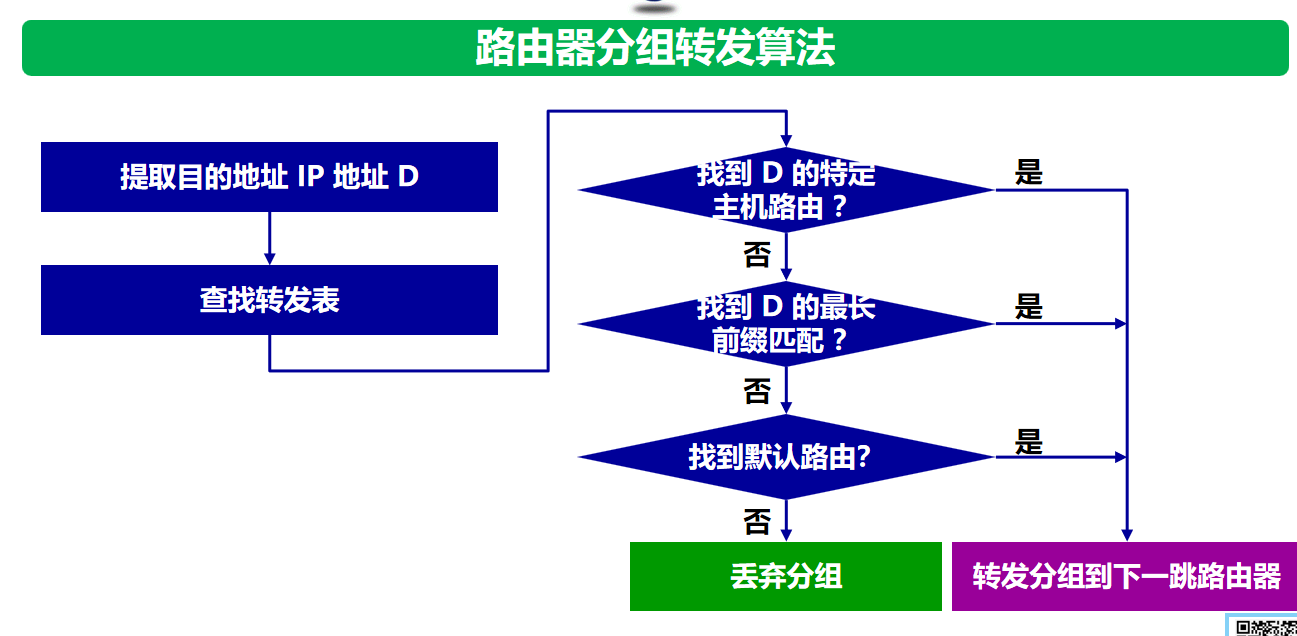 路由器分组转发算法
提取目的地址 IP 地址 D
查找转发表
找到 D 的特定
主机路由？
是
否
找到 D 的最长
前缀匹配？
是
否
找到默认路由?
是
否
丢弃分组
转发分组到下一跳路由器